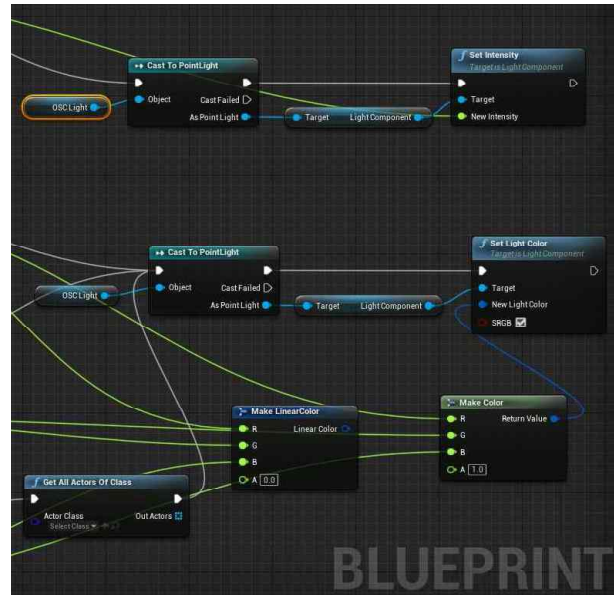 Cast To PointLight
Object
Cast Failed
As Point Light
OSC Light
Target Light Component
Set Intensity
Target is Light Component
Target
New Intensity
Cast To PointLight
Object
Cast Failed
As Point Light
OSC Light
Target Light Component
Set Light Color
Target is Light Component
Target
New Light Color
SRGB
Make LinearColor
R Linear Color
G
B
A 0.0
Make Color
R Return Value
G
B
A 1.0
Get All Actors Of Class
Actor Class Out Actors
Select Class
BLUEPRINT